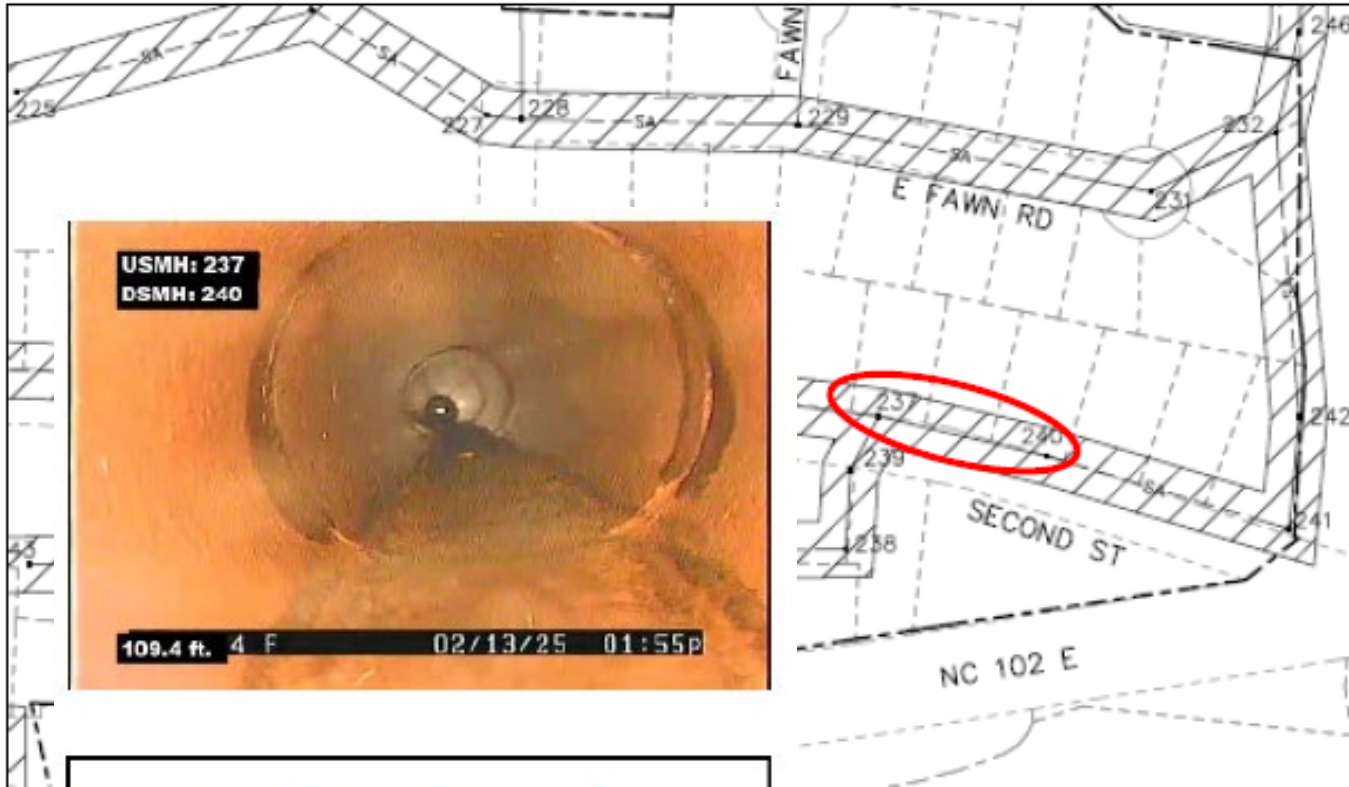 246
SA
SA
FAWN
225
227
228
SA
229
232
SA
231
E FAWN RD
USMH: 237
DSMH: 240
SA
237
240
242
239
SA
241
SECOND ST
238
43
109.4 ft. 4 F 02/13/25 01:55p
NC 102 E